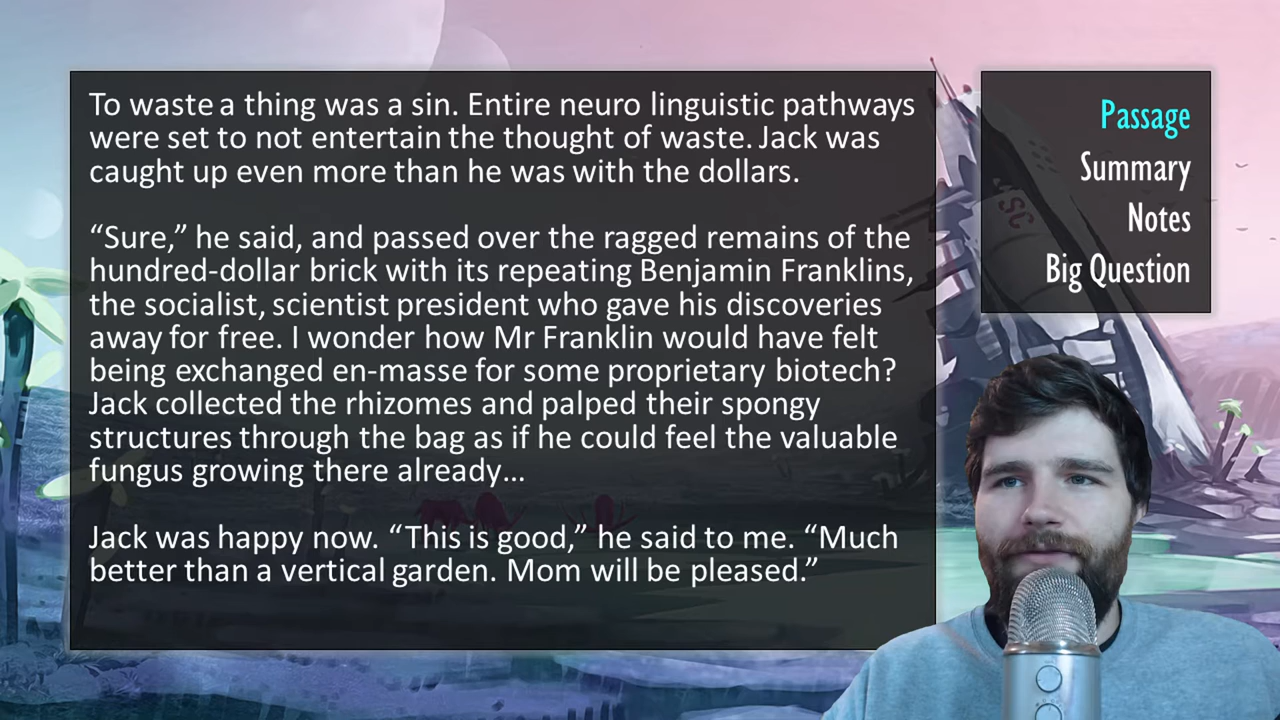 To waste a thing was a sin. Entire neuro linguistic pathways
were set to not entertain the thought of waste. Jack was
caught up even more than he was with the dollars.
“Sure,” he said, and passed over the ragged remains of the
hundred-dollar brick with its repeating Benjamin Franklins,
the socialist, scientist president who gave his discoveries
away for free. I wonder how Mr Franklin would have felt
being exchanged en-masse for some proprietary biotech?
Jack collected the rhizomes and palped their spongy
structures through the bag as if he could feel the valuable
fungus growing there already…
Jack was happy now. “This is good,” he said to me. “Much
better than a vertical garden. Mom will be pleased.”
Passage
Summary
Notes
Big Question